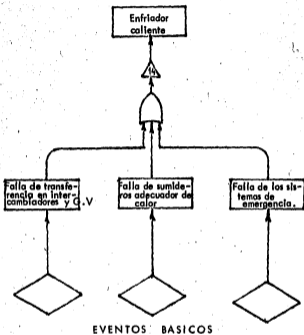 Enfriador
caliente
14
Falla de transfe-
rencia en inter-
cambiadores y G.V
Falla de sumide-
ros adecuador de
calor
Falla de los sis-
temas de
emergencia.
EVENTOS BASICOS